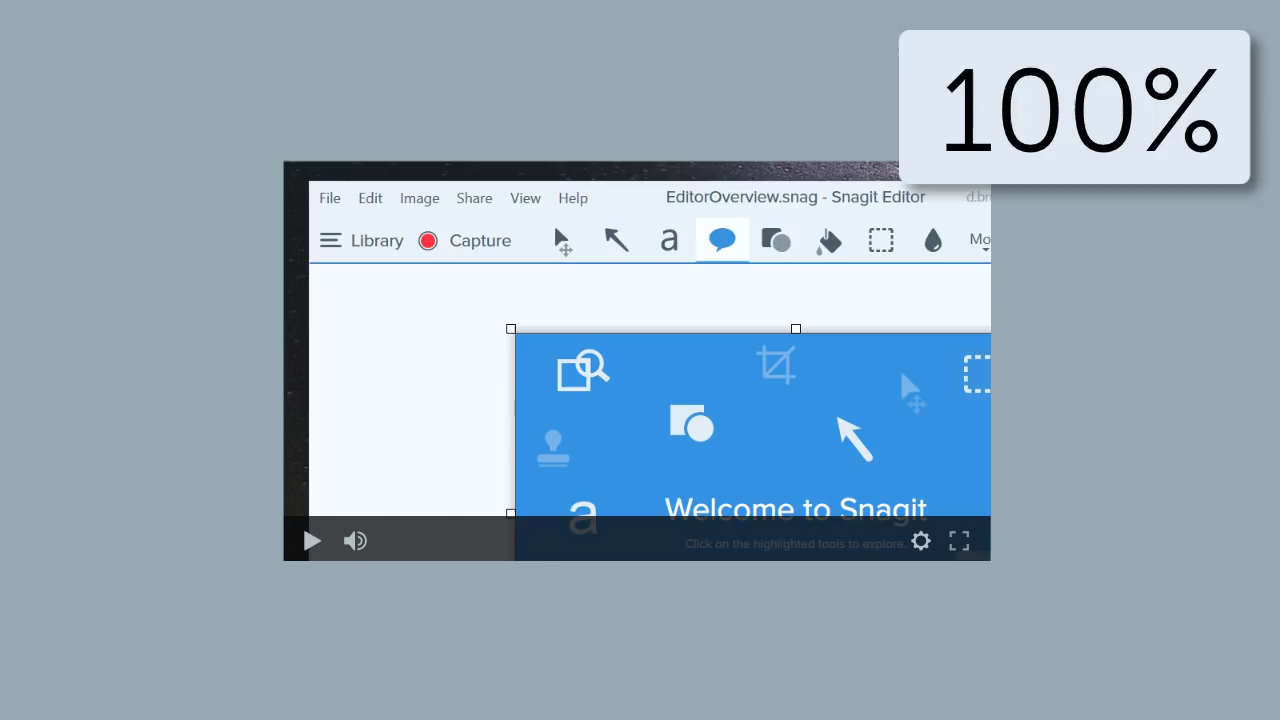 100%
File Edit Image Share View Help EditorOverview.snag - Snagit Editor
Library Capture a
a
Welcome to Snagit
Click on the highlighted tools to explore.